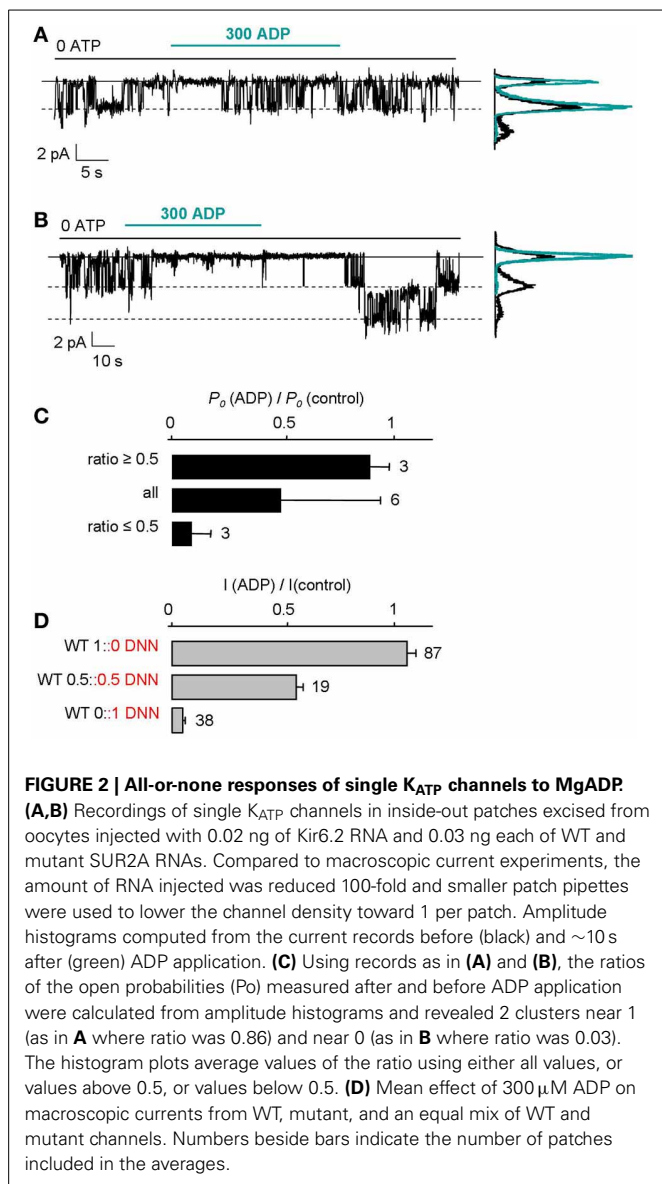 A
0 ATP
300 ADP
2 pA
5 s
B
0 ATP
300 ADP
2 pA
10 s
C
P₀ (ADP) / P₀ (control)
0 0.5 1
ratio ≥ 0.5
3
all
6
ratio ≤ 0.5
3
D
I (ADP) / I(control)
0 0.5 1
WT 1::0 DNN
87
WT 0.5::0.5 DNN
19
WT 0::1 DNN
38
FIGURE 2 | All-or-none responses of single KATP channels to MgADP.
(A,B) Recordings of single KATP channels in inside-out patches excised from
oocytes injected with 0.02 ng of Kir6.2 RNA and 0.03 ng each of WT and
mutant SUR2A RNAs. Compared to macroscopic current experiments, the
amount of RNA injected was reduced 100-fold and smaller patch pipettes
were used to lower the channel density toward 1 per patch. Amplitude
histograms computed from the current records before (black) and ~10 s
after (green) ADP application. (C) Using records as in (A) and (B), the ratios
of the open probabilities (Po) measured after and before ADP application
were calculated from amplitude histograms and revealed 2 clusters near 1
(as in A where ratio was 0.86) and near 0 (as in B where ratio was 0.03).
The histogram plots average values of the ratio using either all values, or
values above 0.5, or values below 0.5. (D) Mean effect of 300 μM ADP on
macroscopic currents from WT, mutant, and an equal mix of WT and
mutant channels. Numbers beside bars indicate the number of patches
included in the averages.